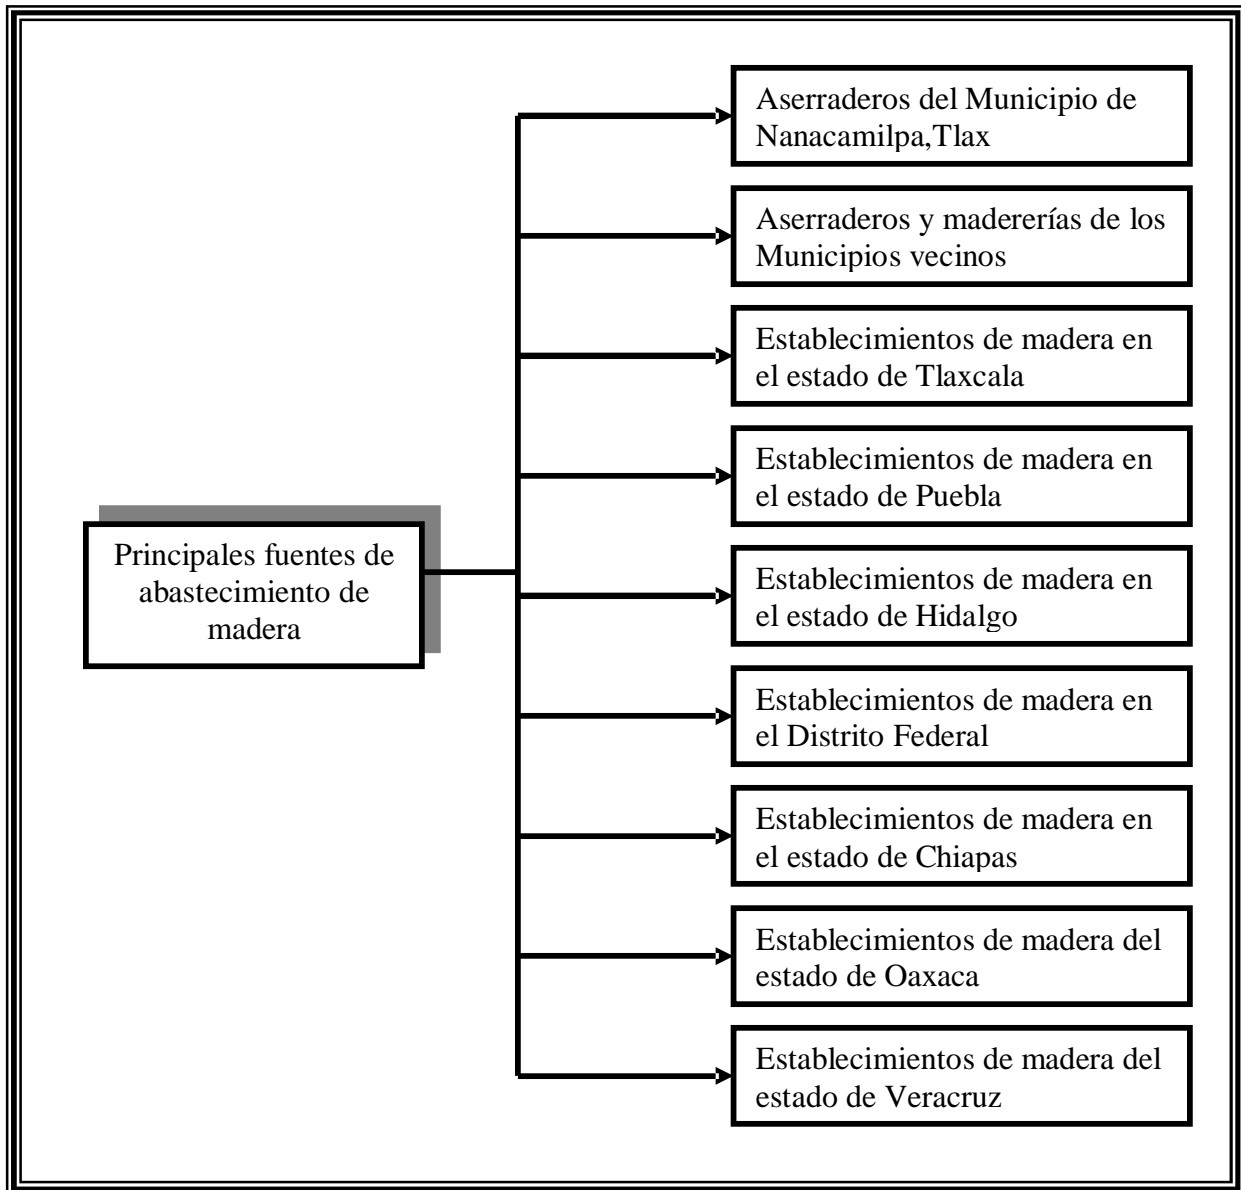 Aserraderos del Municipio de
Nanacamilpa,Tlax
Aserraderos y madererías de los
Municipios vecinos
Establecimientos de madera en
el estado de Tlaxcala
Establecimientos de madera en
el estado de Puebla
Principales fuentes de
abastecimiento de
madera
Establecimientos de madera en
el estado de Hidalgo
Establecimientos de madera en
el Distrito Federal
Establecimientos de madera en
el estado de Chiapas
Establecimientos de madera del
estado de Oaxaca
Establecimientos de madera del
estado de Veracruz